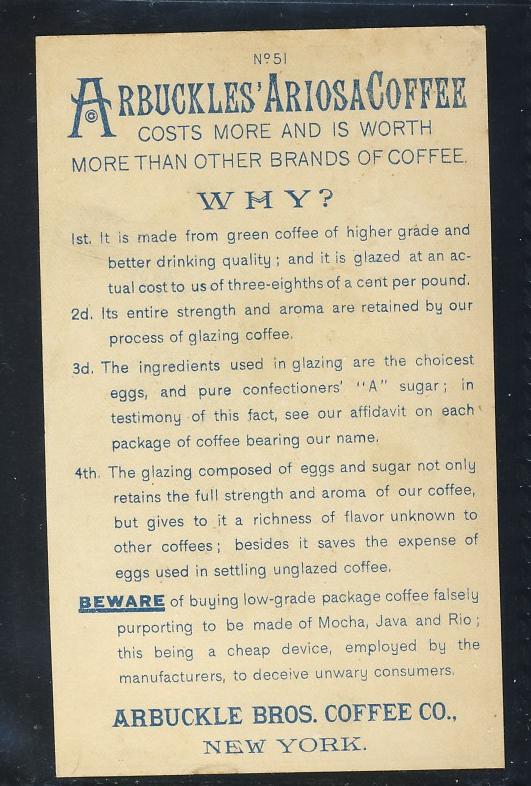 No 51
ARBUCKLES' ARIOSA COFFEE
©
COSTS MORE AND IS WORTH
MORE THAN OTHER BRANDS OF COFFEE.
WHY?
1st. It is made from green coffee of higher grade and
better drinking quality; and it is glazed at an ac-
tual cost to us of three-eighths of a cent per pound.
2d. Its entire strength and aroma are retained by our
process of glazing coffee.
3d. The ingredients used in glazing are the choicest
eggs, and pure confectioners' "A" sugar; in
testimony of this fact, see our affidavit on each
package of coffee bearing our name.
4th. The glazing composed of eggs and sugar not only
retains the full strength and aroma of our coffee,
but gives to it a richness of flavor unknown to
other coffees; besides it saves the expense of
eggs used in settling unglazed coffee.
BEWARE of buying low-grade package coffee falsely
purporting to be made of Mocha, Java and Rio;
this being a cheap device, employed by the
manufacturers, to deceive unwary consumers.
ARBUCKLE BROS. COFFEE CO.,
NEW YORK.